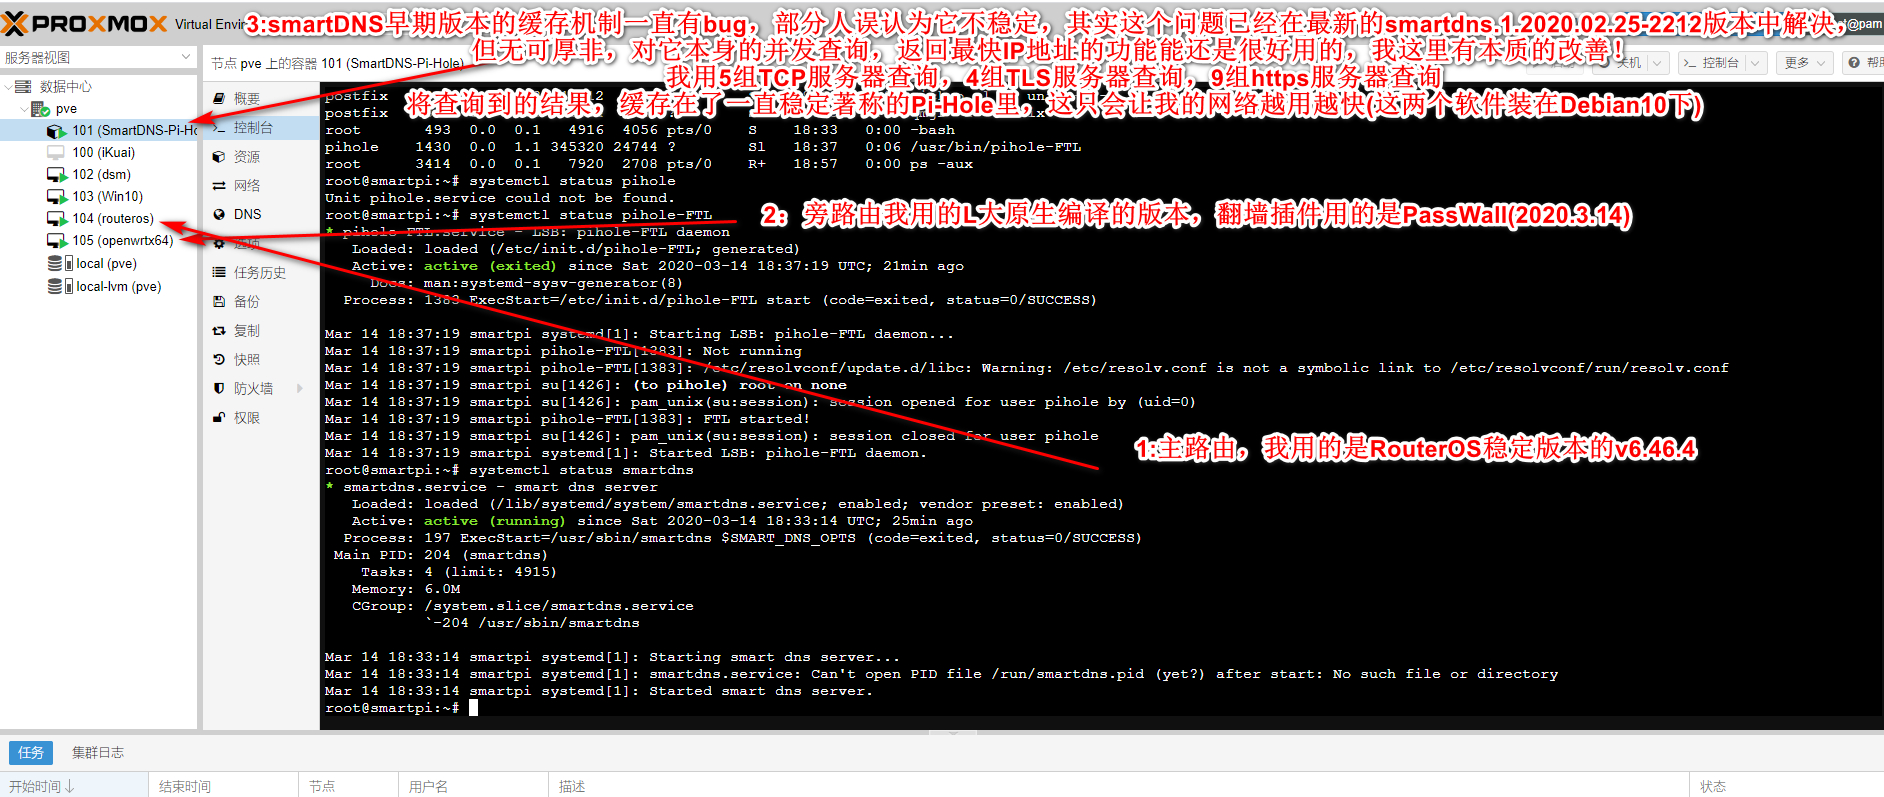 PROXMOX Virtual Envir
3:smartDNS早期版本的缓存机制一直有bug，部分人误认为它不稳定，其实这个问题已经在最新的smartdns.1.2020.02.25-2212版本中解决，
@pam
但无可厚非，对它本身的并发查询，返回最快IP地址的功能能还是很好用的，我这里有本质的改善！
我用5组TCP服务器查询，4组TLS服务器查询，9组https服务器查询
将查询到的结果，缓存在了一直稳定著称的Pi-Hole里，这只会让我的网络越用越快(这两个软件装在Debian10下)
服务器视图
节点 pve 上的容器 101 (SmartDNS-Pi-Hole)
关机
控制台
更多
帮助
数据中心
pve
101 (SmartDNS-Pi-Ho
100 (iKuai)
102 (dsm)
103 (Win10)
104 (routeros)
105 (openwrtx64)
local (pve)
local-lvm (pve)
概要
控制台
资源
网络
DNS
选项
任务历史
备份
复制
快照
防火墙
权限
postfix
postfix
root 493 0.0 0.1 4916 4056 pts/0 S 18:33 0:00 -bash
pihole 1430 0.0 1.1 345320 24744 ? Sl 18:37 0:06 /usr/bin/pihole-FTL
root 3414 0.0 0.1 7920 2708 pts/0 R+ 18:57 0:00 ps -aux
root@smartpi:~# systemctl status pihole
Unit pihole.service could not be found.
root@smartpi:~# systemctl status pihole-FTL
2：旁路由我用的L大原生编译的版本，翻墙插件用的是PassWall(2020.3.14)
* pihole-FTL.service - LSB: pihole-FTL daemon
Loaded: loaded (/etc/init.d/pihole-FTL; generated)
Active: active (exited) since Sat 2020-03-14 18:37:19 UTC; 21min ago
Docs: man:systemd-sysv-generator(8)
Process: 1383 ExecStart=/etc/init.d/pihole-FTL start (code=exited, status=0/SUCCESS)
Mar 14 18:37:19 smartpi systemd[1]: Starting LSB: pihole-FTL daemon...
Mar 14 18:37:19 smartpi pihole-FTL[1383]: Not running
Mar 14 18:37:19 smartpi pihole-FTL[1383]: /etc/resolvconf/update.d/libc: Warning: /etc/resolv.conf is not a symbolic link to /etc/resolvconf/run/resolv.conf
Mar 14 18:37:19 smartpi su[1426]: (to pihole) root on none
Mar 14 18:37:19 smartpi su[1426]: pam_unix(su:session): session opened for user pihole by (uid=0)
Mar 14 18:37:19 smartpi pihole-FTL[1383]: FTL started!
Mar 14 18:37:19 smartpi su[1426]: pam_unix(su:session): session closed for user pihole
Mar 14 18:37:19 smartpi systemd[1]: Started LSB: pihole-FTL daemon.
1:主路由，我用的是RouterOS稳定版本的v6.46.4
root@smartpi:~# systemctl status smartdns
* smartdns.service - smart dns server
Loaded: loaded (/lib/systemd/system/smartdns.service; enabled; vendor preset: enabled)
Active: active (running) since Sat 2020-03-14 18:33:14 UTC; 25min ago
Process: 197 ExecStart=/usr/sbin/smartdns $SMART_DNS_OPTS (code=exited, status=0/SUCCESS)
Main PID: 204 (smartdns)
Tasks: 4 (limit: 4915)
Memory: 6.0M
CGroup: /system.slice/smartdns.service
`-204 /usr/sbin/smartdns
Mar 14 18:33:14 smartpi systemd[1]: Starting smart dns server...
Mar 14 18:33:14 smartpi systemd[1]: smartdns.service: Can't open PID file /run/smartdns.pid (yet?) after start: No such file or directory
Mar 14 18:33:14 smartpi systemd[1]: Started smart dns server.
root@smartpi:~#
任务 集群日志
开始时间 结束时间 节点 用户名 描述 状态